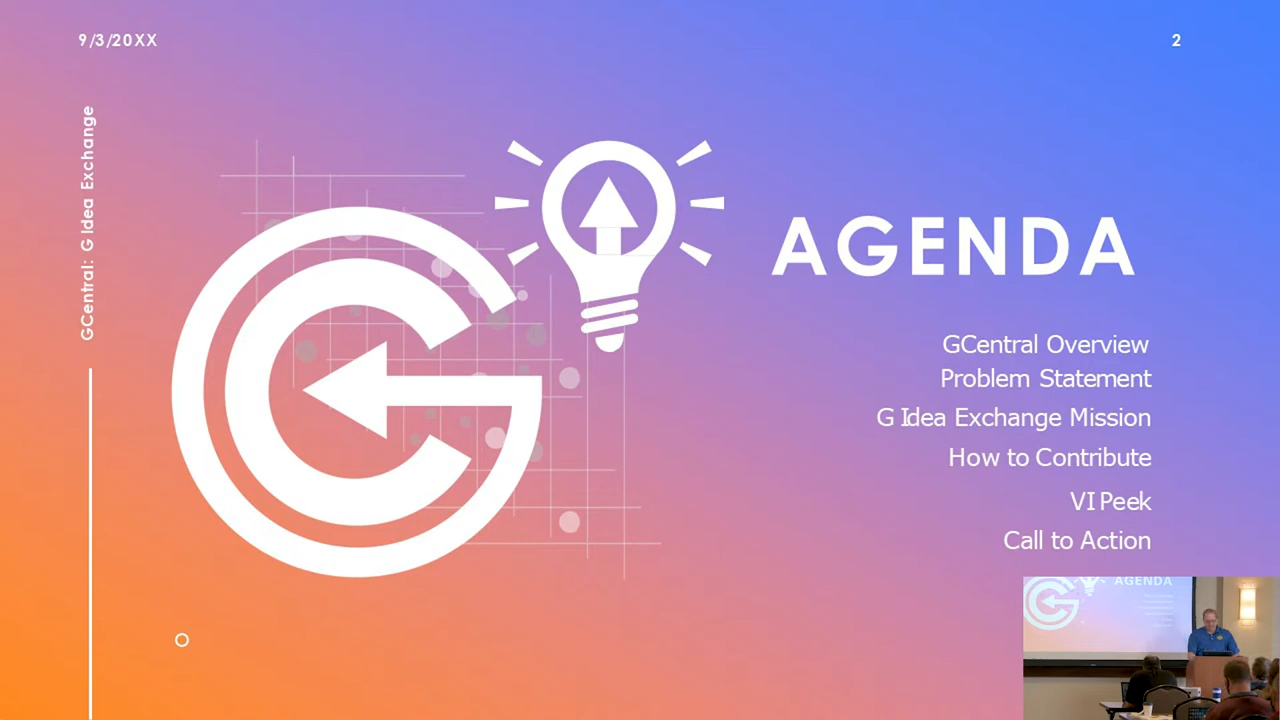 9/3/20XX
2
GCentral: G Idea Exchange
AGENDA
GCentral Overview
Problem Statement
G Idea Exchange Mission
How to Contribute
VI Peek
Call to Action
AGENDA